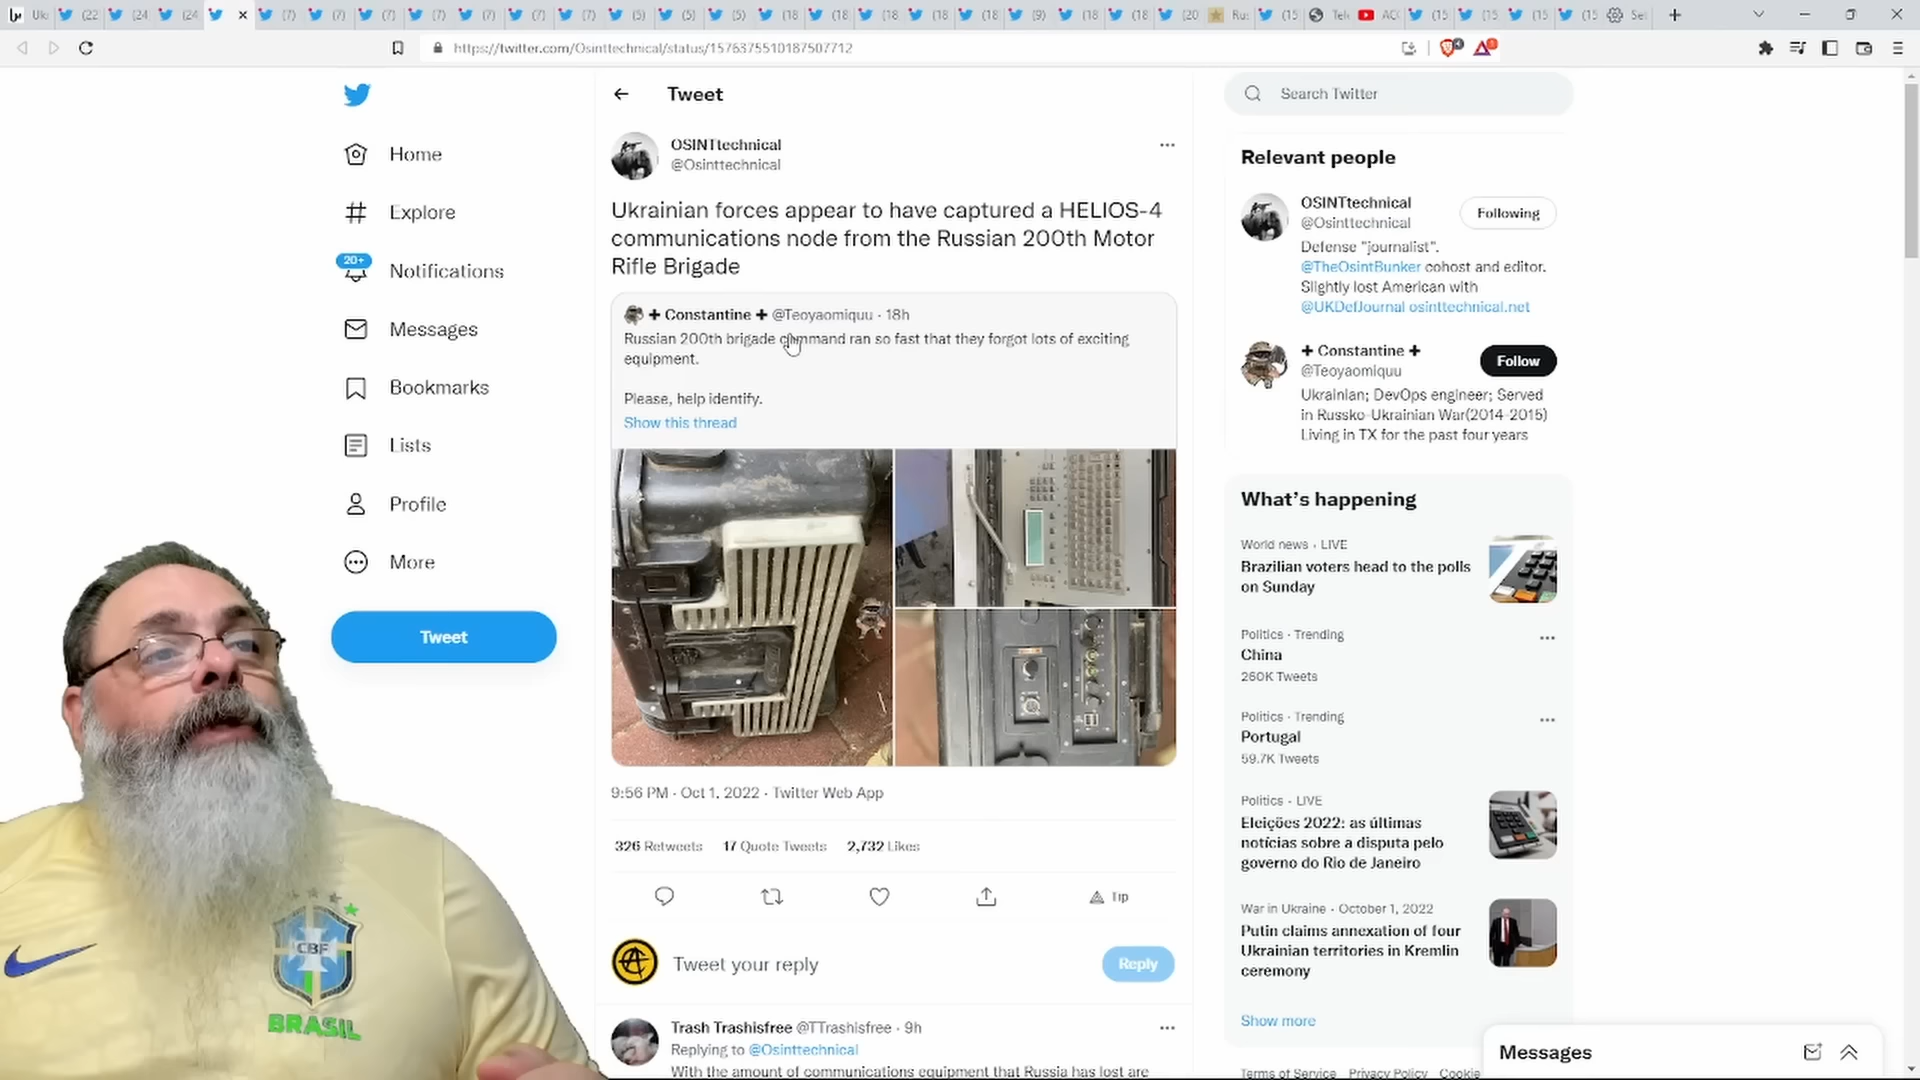 https://twitter.com/Osinttechnical/status/1576375510187507712
Tweet
Search Twitter
Home
Explore
20+
Notifications
Messages
Bookmarks
Lists
Profile
More
Tweet
OSINTtechnical
@Osinttechnical
Ukrainian forces appear to have captured a HELIOS-4
communications node from the Russian 200th Motor
Rifle Brigade
Constantine @Teoyaomiquu · 18h
Russian 200th brigade command ran so fast that they forgot lots of exciting
equipment.
Please, help identify.
Show this thread
9:56 PM · Oct 1, 2022 · Twitter Web App
326 Retweets 17 Quote Tweets 2,732 Likes
Tip
Tweet your reply
Reply
Trash Trashisfree @TTrashisfree · 9h
Replying to @Osinttechnical
With the amount of communications equipment that Russia has lost are
Relevant people
OSINTtechnical
@Osinttechnical
Following
Defense "journalist".
@TheOsintBunker cohost and editor.
Slightly lost American with
@UKDefJournal osinttechnical.net
Constantine
@Teoyaomiquu
Follow
Ukrainian; DevOps engineer; Served
in Russko-Ukrainian War(2014-2015)
Living in TX for the past four years
What's happening
World news · LIVE
Brazilian voters head to the polls
on Sunday
Politics · Trending
China
260K Tweets
Politics · Trending
Portugal
59.7K Tweets
Politics · LIVE
Eleições 2022: as últimas
notícias sobre a disputa pelo
governo do Rio de Janeiro
War in Ukraine · October 1, 2022
Putin claims annexation of four
Ukrainian territories in Kremlin
ceremony
Show more
Terms of Service Privacy Policy Cookie
Messages
CBF
BRASIL